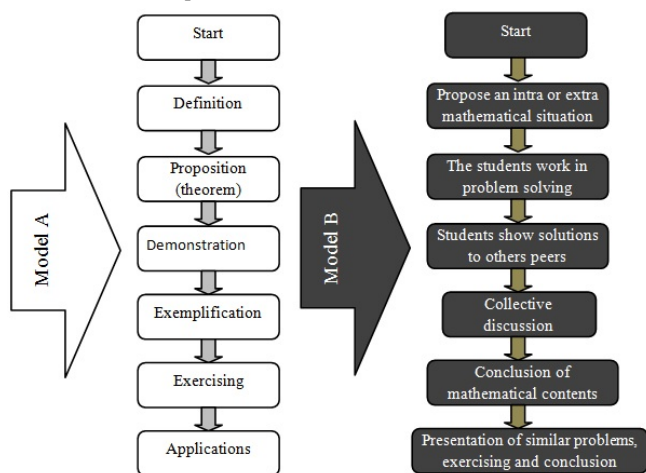 Model A
Start
Definition
Proposition
(theorem)
Demonstration
Exemplification
Exercising
Applications
Model B
Start
Propose an intra or extra
mathematical situation
The students work in
problem solving
Students show solutions
to others peers
Collective
discussion
Conclusion of
mathematical contents
Presentation of similar problems,
exercising and conclusion